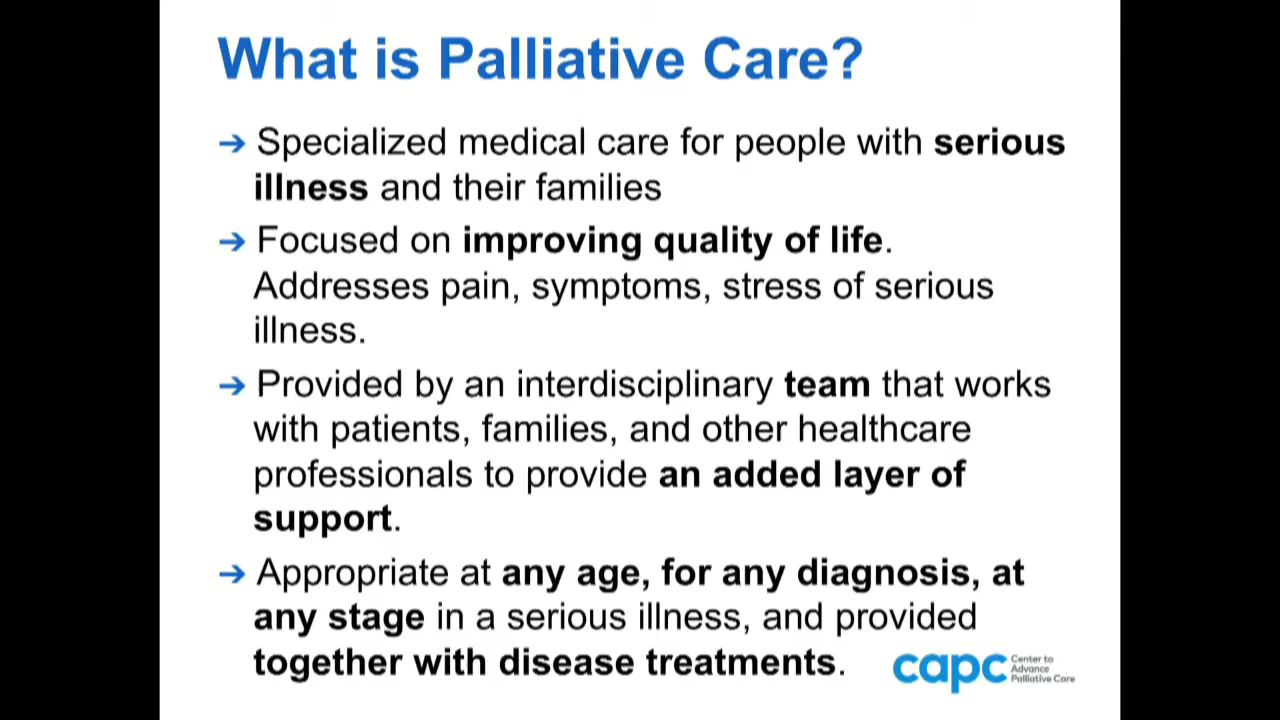 What is Palliative Care?
➔ Specialized medical care for people with serious
illness and their families
➔ Focused on improving quality of life.
Addresses pain, symptoms, stress of serious
illness.
➔ Provided by an interdisciplinary team that works
with patients, families, and other healthcare
professionals to provide an added layer of
support.
➔ Appropriate at any age, for any diagnosis, at
any stage in a serious illness, and provided
together with disease treatments.
capc
Center to
Advance
Palliative Care